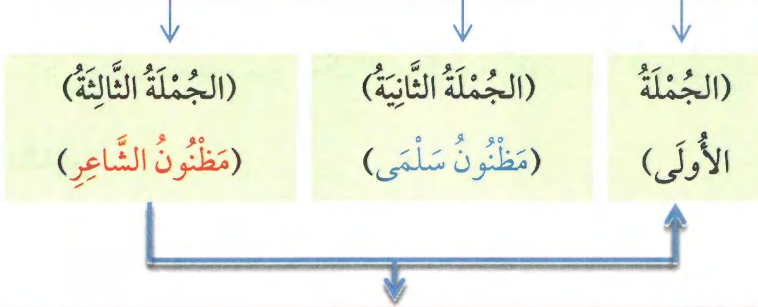 (الجُمْلَةُ
الأُولَى)
(الجُمْلَةُ الثَّانِيَةُ)
(مَظْنُونُ سَلْمَى)
(الجُمْلَةُ الثَّالِثَةُ)
(مَظْنُونُ الشَّاعِرِ)